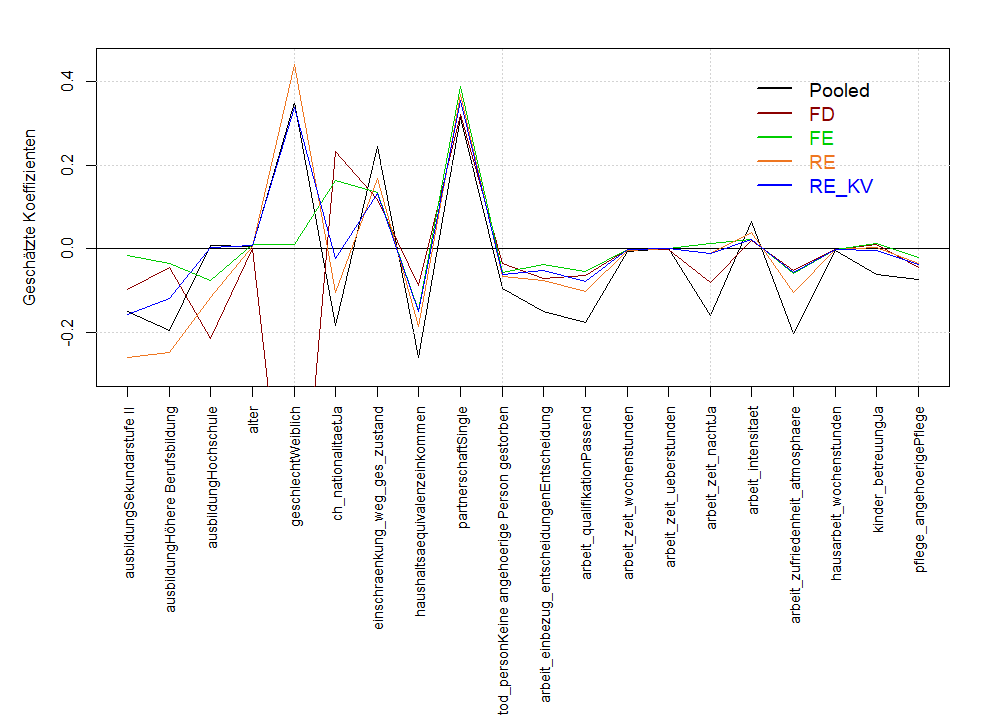 Geschätzte Koeffizienten
0.4
0.2
0.0
-0.2
Pooled
FD
FE
RE
RE_KV
ausbildungSekundarstufe II
ausbildungHöhere Berufsbildung
ausbildungHochschule
alter
geschlechtWeiblich
ch_nationalitaetJa
einschraenkung_weg_ges_zustand
haushaltsaequivalenzeinkommen
partnerschaftSingle
tod_personKeine angehoerige Person gestorben
arbeit_einbezug_entscheidungenEntscheidung
arbeit_qualifikationPassend
arbeit_zeit_wochenstunden
arbeit_zeit_ueberstunden
arbeit_zeit_nachtJa
arbeit_intensitaet
arbeit_zufriedenheit_atmosphaere
hausarbeit_wochenstunden
kinder_betreuungJa
pflege_angehoerigePflege